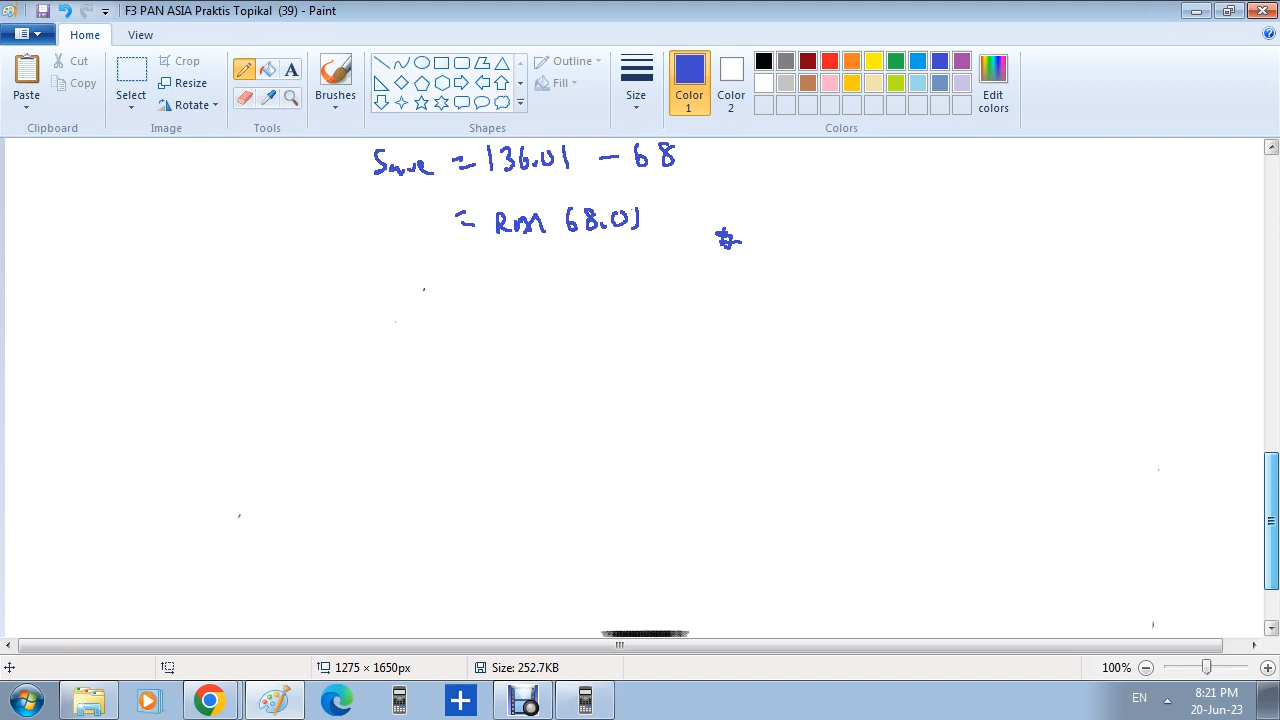 F3 PAN ASIA Praktis Topikal (39) - Paint
Home
View
Paste
Cut
Copy
Clipboard
Select
Crop
Resize
Rotate
Image
Tools
Brushes
Shapes
Outline
Fill
Size
Color 1
Color 2
Edit colors
Colors
Save = 136.01 - 68
= RM 68.01
1275 × 1650px
Size: 252.7KB
100%
EN
8:21 PM
20-Jun-23